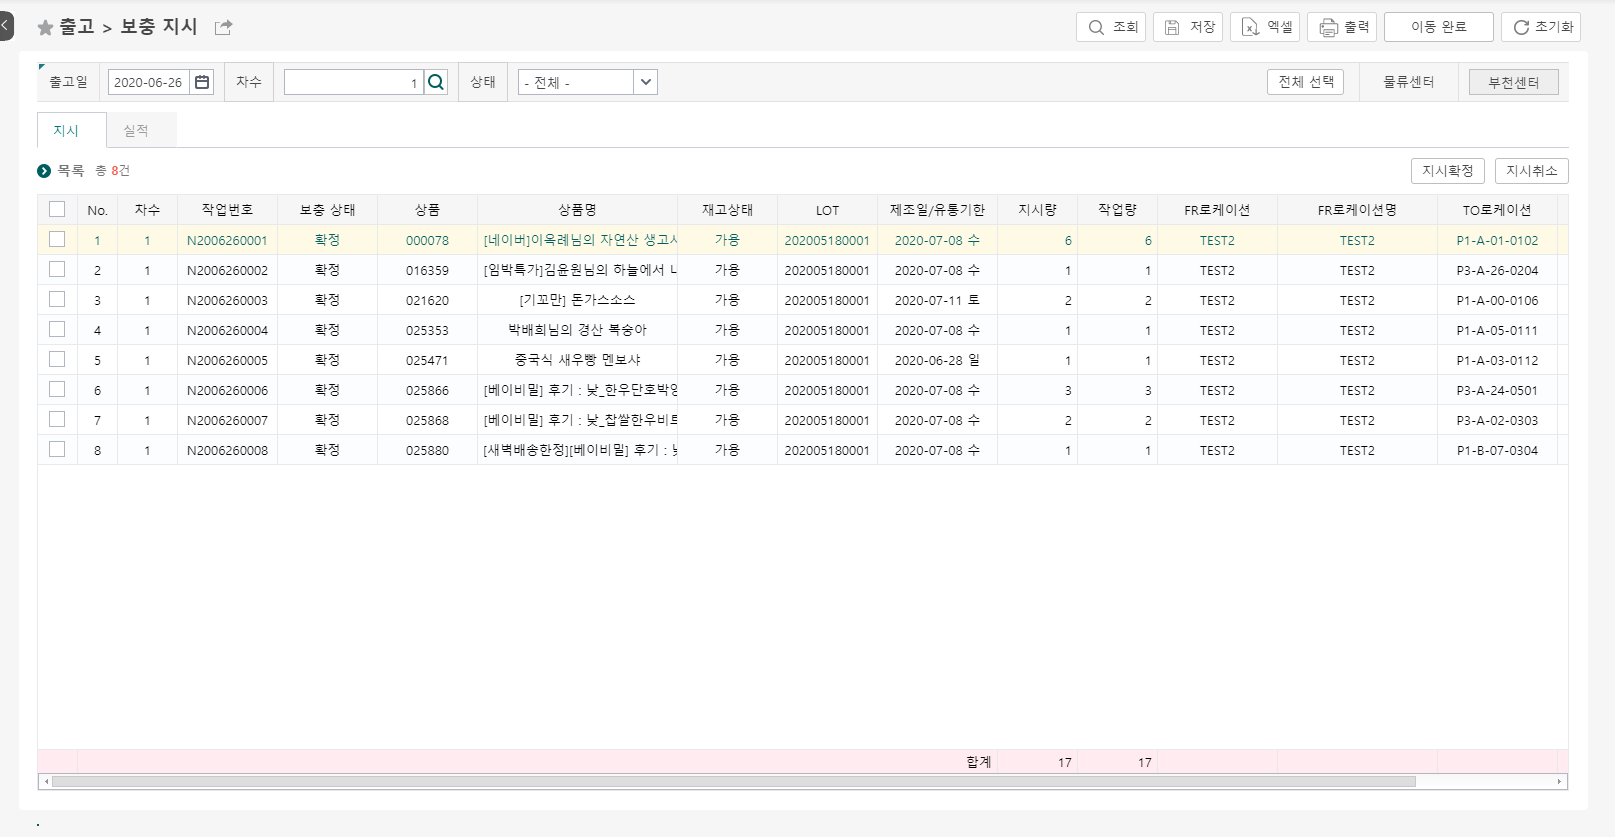 출고 > 보충 지시
조회 저장 엑셀 출력 이동 완료 초기화
출고일 2020-06-26 차수 1 상태 - 전체 - 전체 선택 물류센터 부천센터
지시 실적
목록 총 8건 지시확정 지시취소
No. 차수 작업번호 보충 상태 상품 상품명 재고상태 LOT 제조일/유통기한 지시량 작업량 FR로케이션 FR로케이션명 TO로케이션
1 1 N2006260001 확정 000078 [네이버]이옥례님의 자연산 생고사 가용 202005180001 2020-07-08 수 6 6 TEST2 TEST2 P1-A-01-0102
2 1 N2006260002 확정 016359 [임박특가]김윤원님의 하늘에서 가용 202005180001 2020-07-08 수 1 1 TEST2 TEST2 P3-A-26-0204
3 1 N2006260003 확정 021620 [기꼬만] 돈가스소스 가용 202005180001 2020-07-11 토 2 2 TEST2 TEST2 P1-A-00-0106
4 1 N2006260004 확정 025353 박배희님의 경산 복숭아 가용 202005180001 2020-07-08 수 1 1 TEST2 TEST2 P1-A-05-0111
5 1 N2006260005 확정 025471 중국식 새우빵 멘보샤 가용 202005180001 2020-06-28 일 1 1 TEST2 TEST2 P1-A-03-0112
6 1 N2006260006 확정 025866 [베이비밀] 후기 : 낮_한우단호박영 가용 202005180001 2020-07-08 수 3 3 TEST2 TEST2 P3-A-24-0501
7 1 N2006260007 확정 025868 [베이비밀] 후기 : 낮_찹쌀한우비트 가용 202005180001 2020-07-08 수 2 2 TEST2 TEST2 P3-A-02-0303
8 1 N2006260008 확정 025880 [새벽배송한정][베이비밀] 후기 : 가용 202005180001 2020-07-08 수 1 1 TEST2 TEST2 P1-B-07-0304
합계 17 17